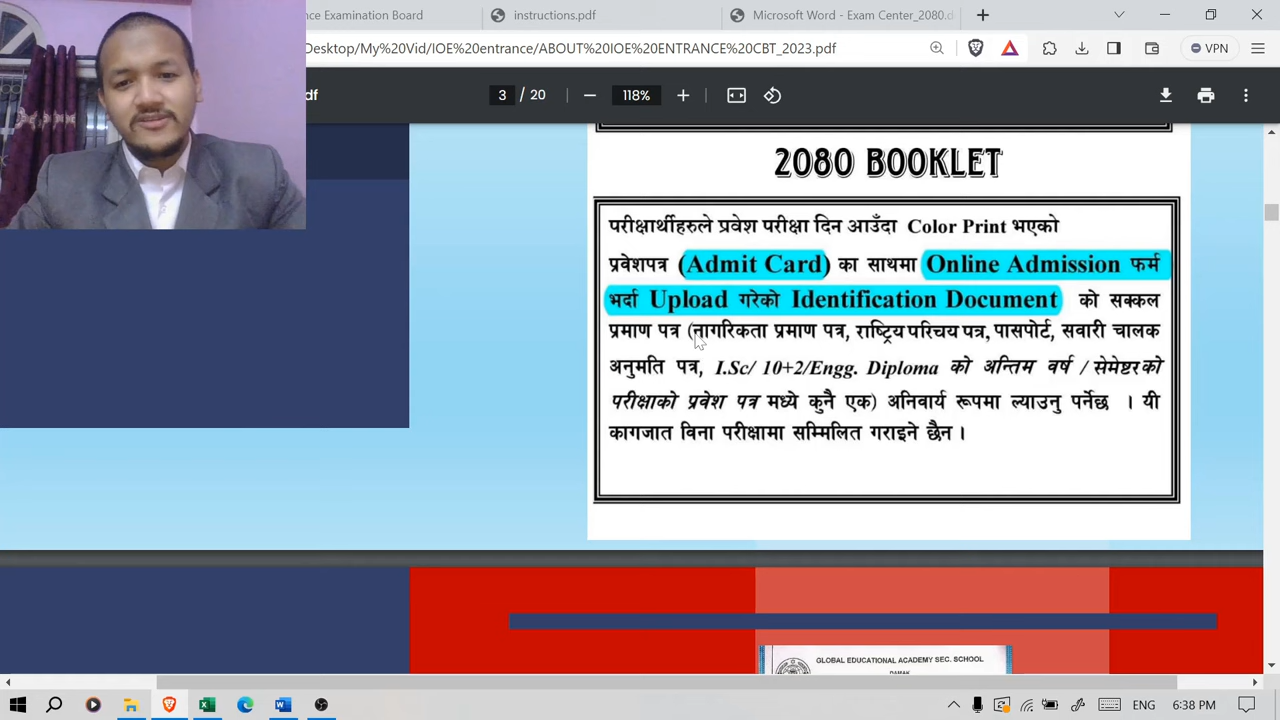 nce Examination Board
instructions.pdf
Microsoft Word - Exam Center_2080.d
Desktop/My%20Vid/IOE%20entrance/ABOUT%20IOE%20ENTRANCE%20CBT_2023.pdf
VPN
df
3 / 20
118%
2080 BOOKLET
परीक्षार्थीहरुले प्रवेश परीक्षा दिन आउँदा Color Print भएको
प्रवेशपत्र (Admit Card) का साथमा Online Admission फर्म
भर्दा Upload गरेको Identification Document को सक्कल
प्रमाण पत्र (नागरिकता प्रमाण पत्र, राष्ट्रिय परिचय पत्र, पासपोर्ट, सवारी चालक
अनुमति पत्र, I.Sc/ 10+2/Engg. Diploma को अन्तिम वर्ष / सेमेष्टरको
परीक्षाको प्रवेश पत्र मध्ये कुनै एक) अनिवार्य रूपमा ल्याउनु पर्नेछ । यी
कागजात विना परीक्षामा सम्मिलित गराइने छैन ।
GLOBAL EDUCATIONAL ACADEMY SEC. SCHOOL
DAMAK
ENG
6:38 PM